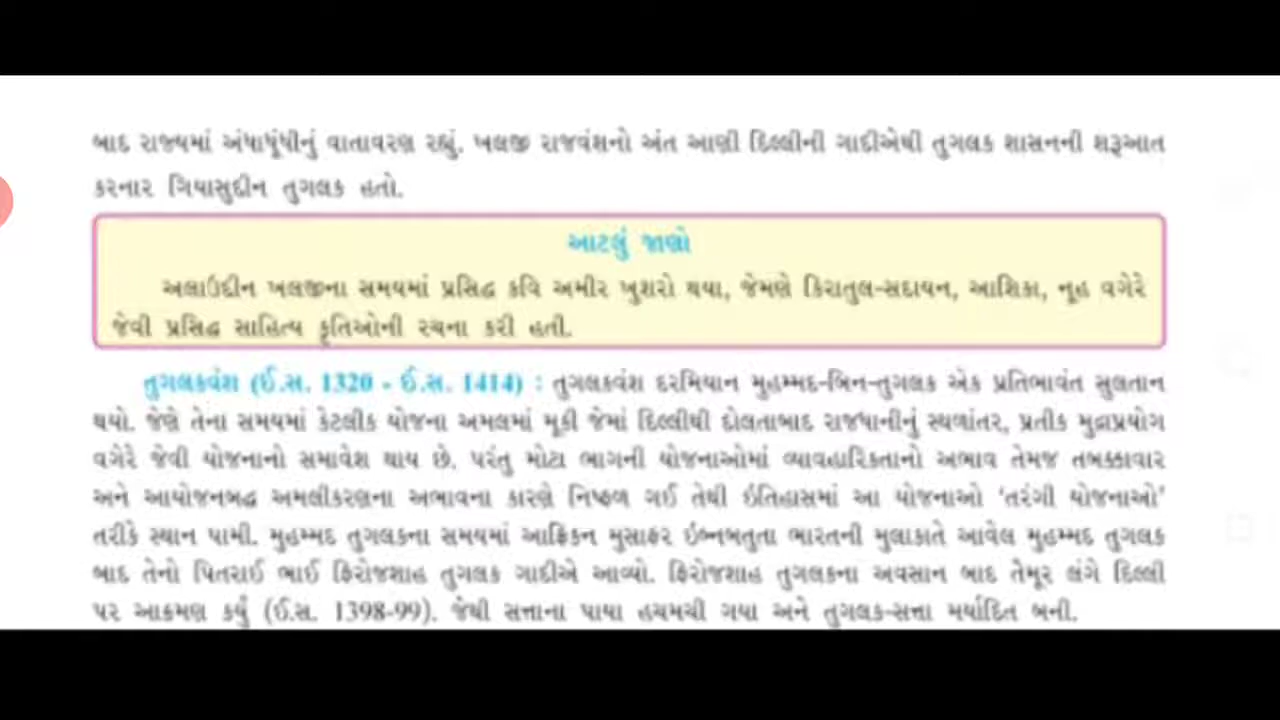 બાદ રાજ્યમાં અંધાધૂંધીનું વાતાવરણ રહ્યું. ખલજી રાજવંશનો અંત આણી દિલ્લીની ગાદીએથી તુગલક શાસનની શરૂઆત
કરનાર ગિયાસુદ્દીન તુગલક હતો.
આટલું જાણો
અલાઉદ્દીન ખલજીના સમયમાં પ્રસિદ્ધ કવિ અમીર ખુશરો થયા, જેમણે કિરાતુલ-સદાયન, આશિકા, નૂહ વગેરે
જેવી પ્રસિદ્ધ સાહિત્ય કૃતિઓની રચના કરી હતી.
તુગલકવંશ (ઈ.સ. 1320 - ઈ.સ. 1414) : તુગલકવંશ દરમિયાન મુહમ્મદ-બિન-તુગલક એક પ્રતિભાવંત સુલતાન
થયો. જેણે તેના સમયમાં કેટલીક યોજના અમલમાં મૂકી જેમાં દિલ્લીથી દોલતાબાદ રાજધાનીનું સ્થળાંતર, પ્રતીક મુદ્રાપ્રયોગ
વગેરે જેવી યોજનાનો સમાવેશ થાય છે. પરંતુ મોટા ભાગની યોજનાઓમાં વ્યાવહારિકતાનો અભાવ તેમજ તબક્કાવાર
અને આયોજનબદ્ધ અમલીકરણના અભાવના કારણે નિષ્ફળ ગઈ તેથી ઇતિહાસમાં આ યોજનાઓ ‘તરંગી યોજનાઓ’
તરીકે સ્થાન પામી. મુહમ્મદ તુગલકના સમયમાં આફ્રિકન મુસાફર ઇબ્નબતુતા ભારતની મુલાકાતે આવેલ મુહમ્મદ તુગલક
બાદ તેનો પિતરાઈ ભાઈ ફિરોજશાહ તુગલક ગાદીએ આવ્યો. ફિરોજશાહ તુગલકના અવસાન બાદ તેમૂર લંગે દિલ્લી
પર આક્રમણ કર્યું (ઈ.સ. 1398-99). જેથી સત્તાના પાયા હચમચી ગયા અને તુગલક-સત્તા મર્યાદિત બની.